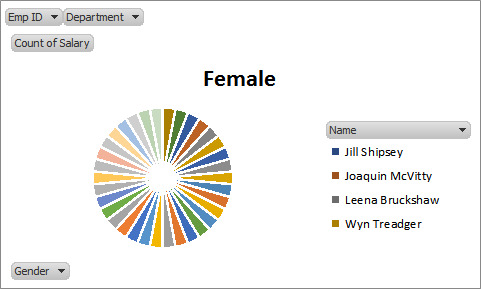 Emp ID Department
Count of Salary
Female
Name
Jill Shipsey
Joaquin McVitty
Leena Bruckshaw
Wyn Treadger
Gender